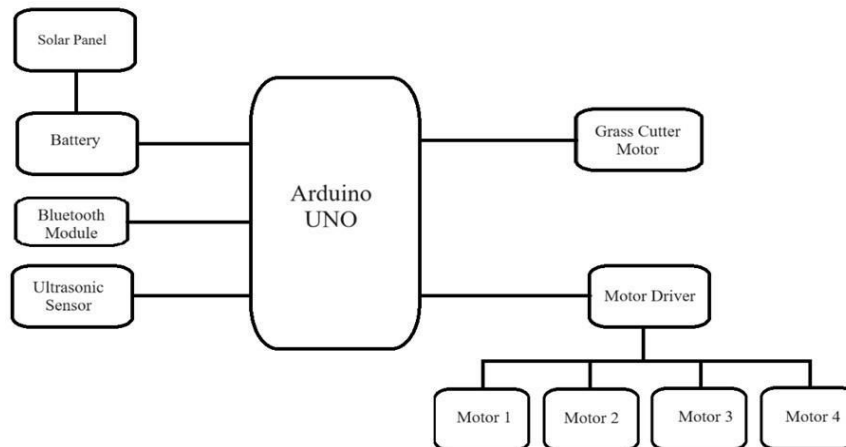 Solar Panel
Battery
Bluetooth
Module
Ultrasonic
Sensor
Arduino
UNO
Grass Cutter
Motor
Motor Driver
Motor 1
Motor 2
Motor 3
Motor 4